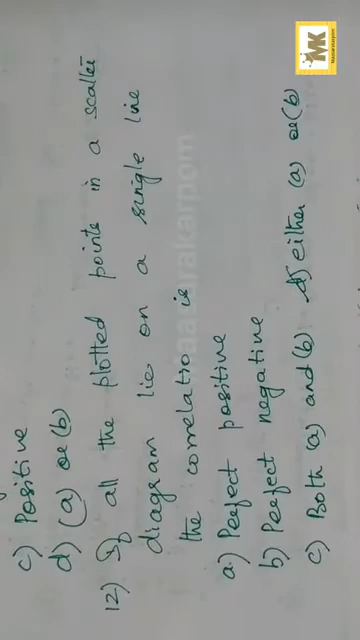 c) Positive
d) (a) or (b)
12) If all the plotted points in a scatter
diagram lie on a single line
the correlation is
a) Perfect positive
b) Perfect negative
c) Both (a) and (b) d) either (a) or (b)
MK